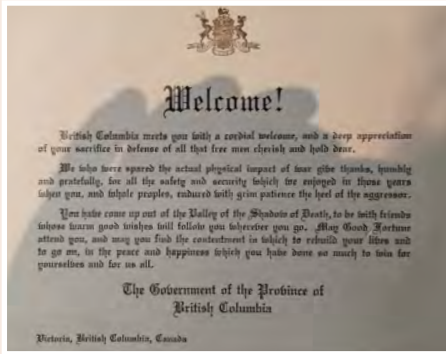 Welcome!
British Columbia meets you with a cordial welcome, and a deep appreciation
of your sacrifice in defense of all that free men cherish and hold dear.
We who were spared the actual physical impact of war give thanks, humbly
and gratefully, for all the safety and security which we enjoyed in those years
when you, and whole peoples, endured with grim patience the heel of the aggressor.
You have come up out of the Valley of the Shadow of Death, to be with friends
whose warm good wishes will follow you wherever you go. May Good Fortune
attend you, and may you find the contentment in which to rebuild your lives and
to go on, in the peace and happiness which you have done so much to win for
yourselves and for us all.
The Government of the Province of
British Columbia
Victoria, British Columbia, Canada